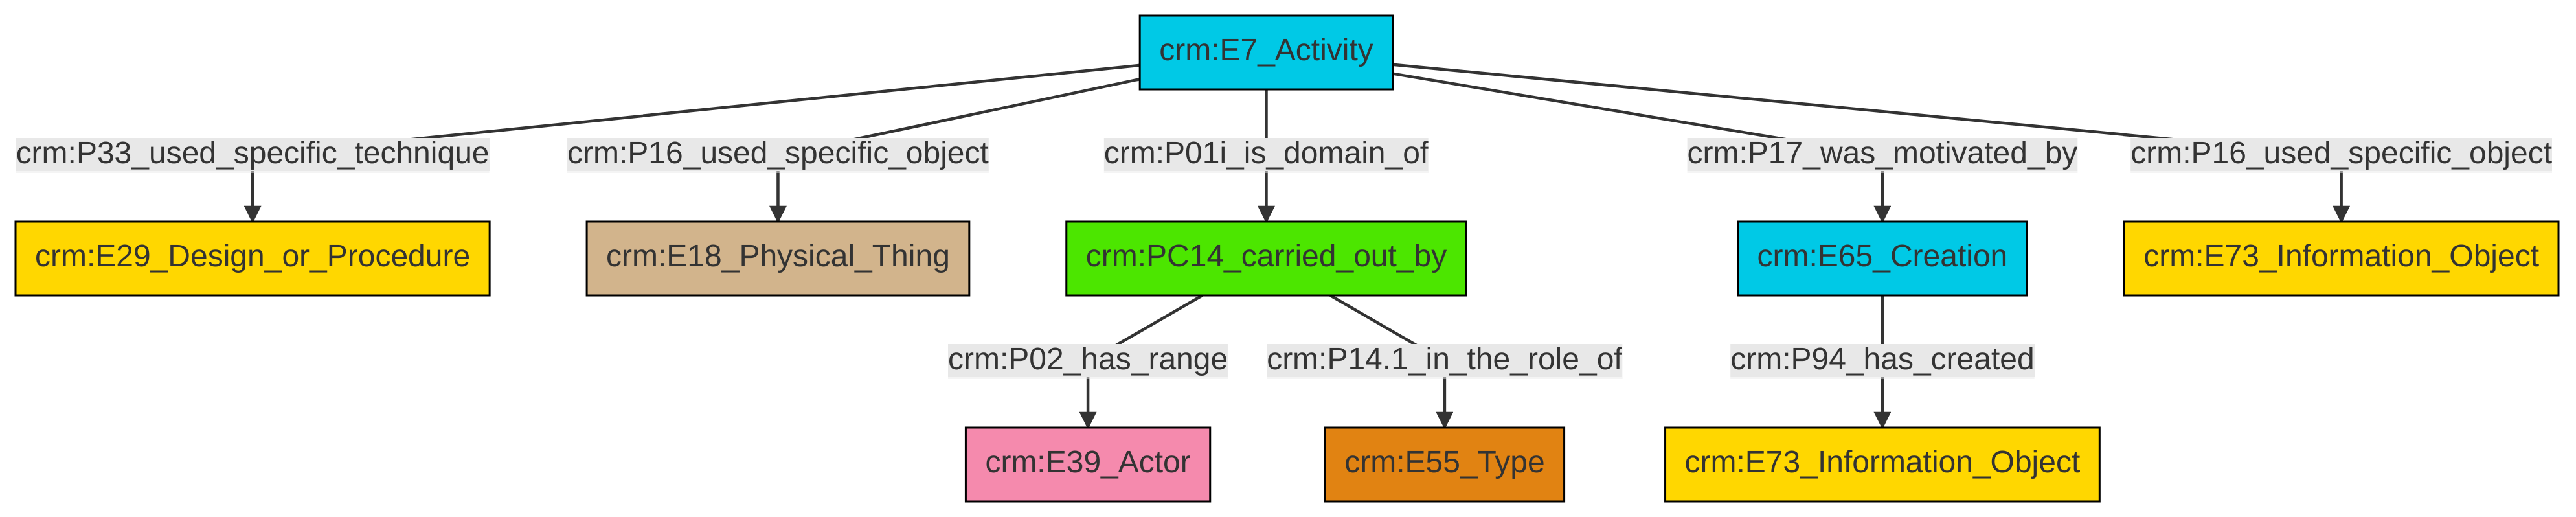 crm:E7_Activity
crm:P33_used_specific_technique
crm:P16_used_specific_object
crm:P01i_is_domain_of
crm:P17_was_motivated_by
crm:P16_used_specific_object
crm:E29_Design_or_Procedure
crm:E18_Physical_Thing
crm:PC14_carried_out_by
crm:E65_Creation
crm:E73_Information_Object
crm:P02_has_range
crm:P14.1_in_the_role_of
crm:P94_has_created
crm:E39_Actor
crm:E55_Type
crm:E73_Information_Object